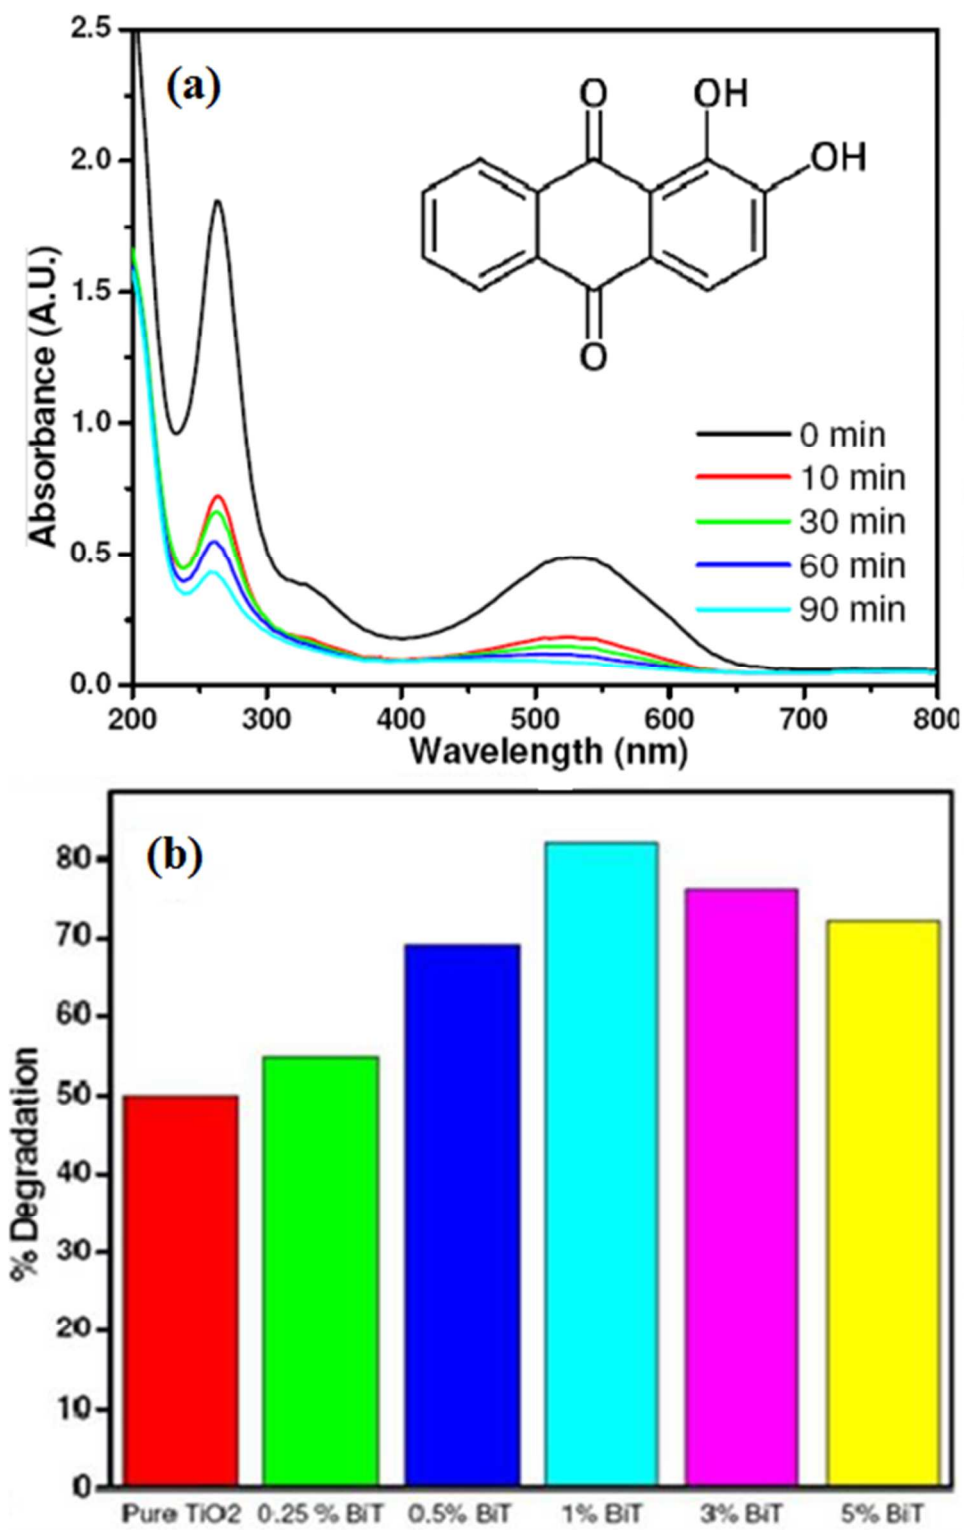 (a)
2.5
2.0
1.5
1.0
0.5
0.0
Absorbance (A.U.)
O
OH
OH
O
0 min
10 min
30 min
60 min
90 min
200 300 400 500 600 700 800
Wavelength (nm)
(b)
80
70
60
50
40
30
20
10
0
% Degradation
Pure TiO2 0.25 % BiT 0.5% BiT 1% BiT 3% BiT 5% BiT